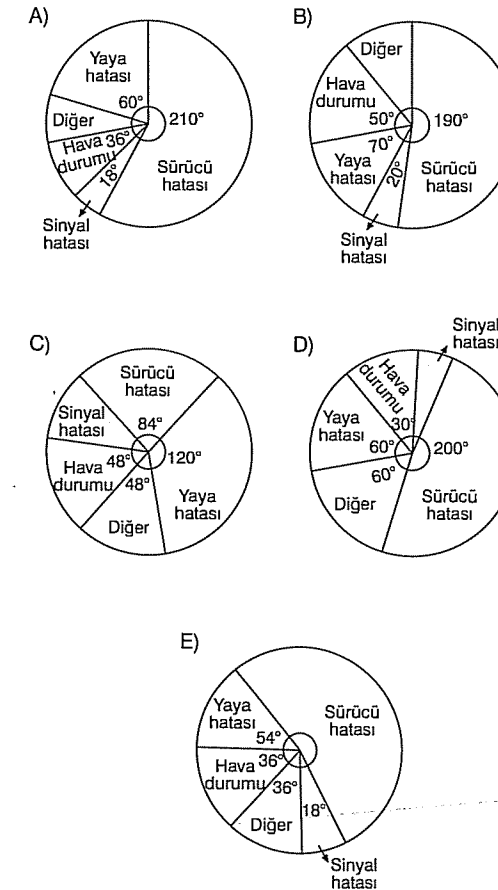 A)
Yaya
hatası
60°
210°
Diğer
36°
Hava
durumu
18°
Sürücü
hatası
Sinyal
hatası
B)
Diğer
Hava
durumu
50°
190°
70°
Yaya
hatası
20°
Sürücü
hatası
Sinyal
hatası
C)
Sürücü
hatası
Sinyal
hatası
84°
48°
120°
Hava
durumu
48°
Yaya
hatası
Diğer
D)
Sinyal
hatası
Hava
durumu
30°
Yaya
hatası
60°
200°
60°
Diğer
Sürücü
hatası
E)
Yaya
hatası
Sürücü
hatası
54°
36°
Hava
durumu
36°
18°
Diğer
Sinyal
hatası